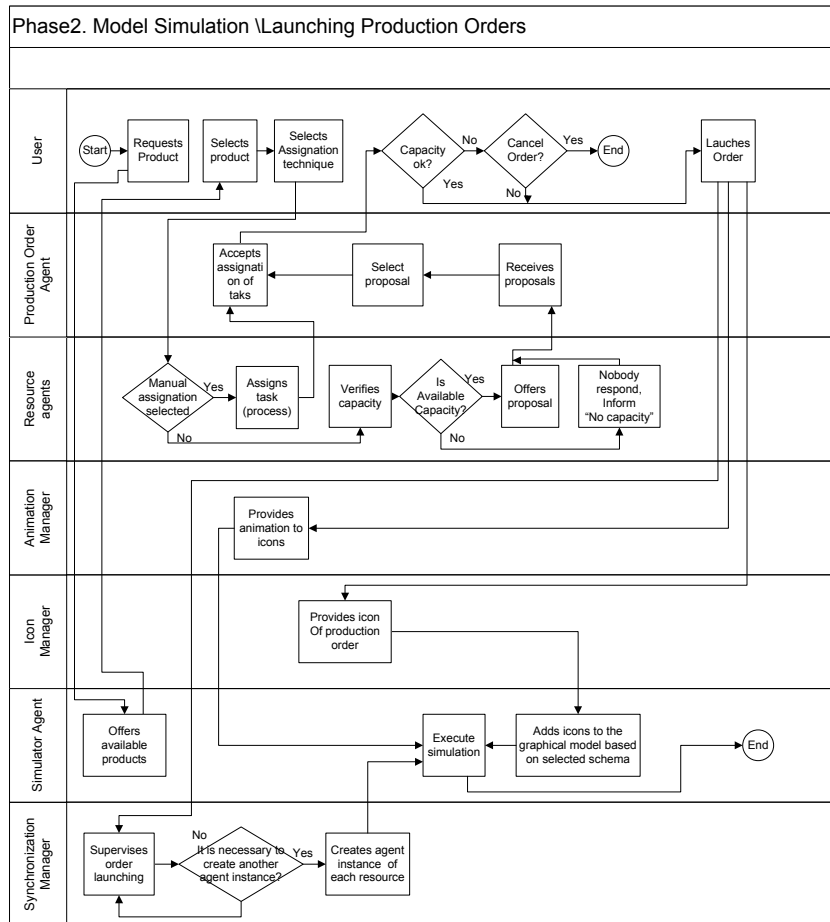 Phase2. Model Simulation \Launching Production Orders
User
Start
Requests
Product
Selects
product
Selects
Assignation
technique
Capacity
ok?
No
Yes
Cancel
Order?
Yes
No
End
Lauches
Order
Production Order
Agent
Accepts
assignati
on of
taks
Select
proposal
Receives
proposals
Resource
agents
Manual
assignation
selected
Yes
No
Assigns
task
(process)
Verifies
capacity
Is
Available
Capacity?
Yes
No
Offers
proposal
Nobody
respond,
Inform
“No capacity”
Animation
Manager
Provides
animation to
icons
Icon
Manager
Provides icon
Of production
order
Simulator Agent
Offers
available
products
Execute
simulation
Adds icons to the
graphical model based
on selected schema
End
Synchronization
Manager
Supervises
order
launching
No
It is necessary to
create another
agent instance?
Yes
Creates agent
instance of
each resource